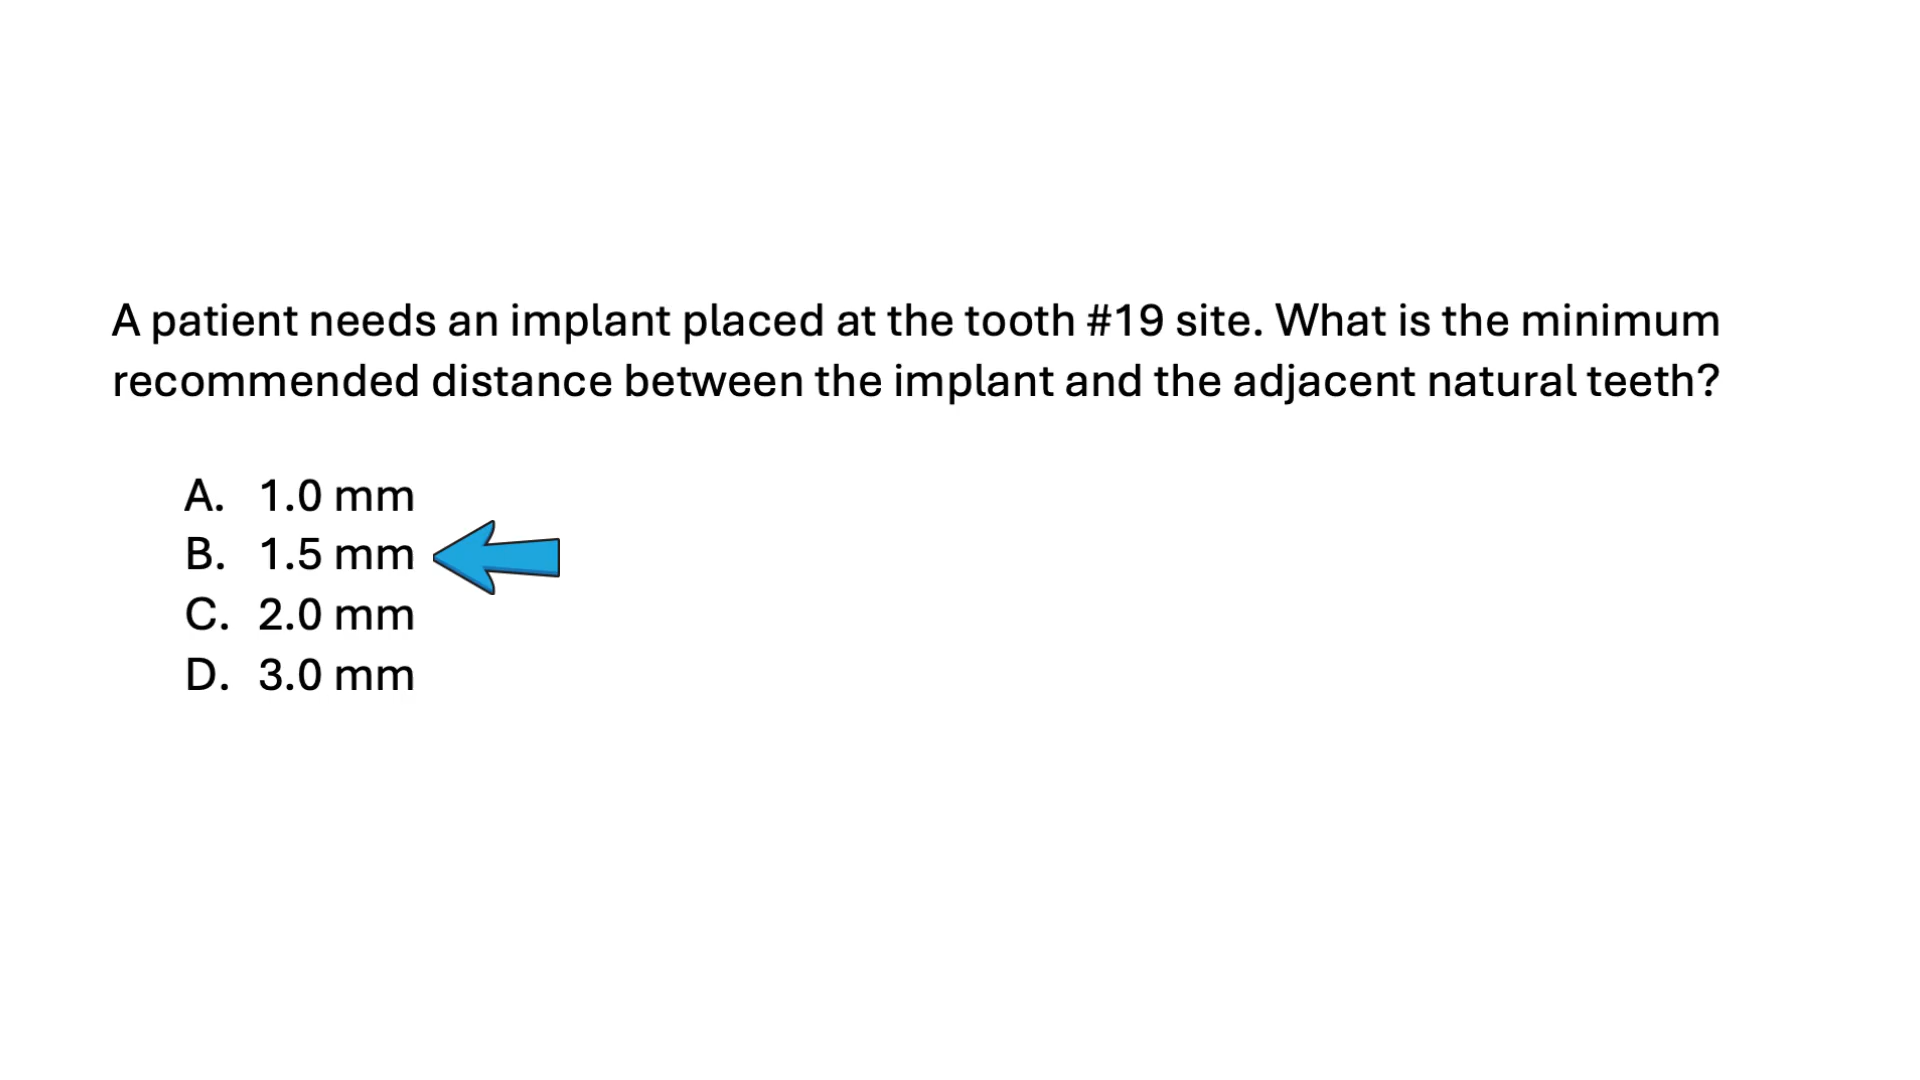 A patient needs an implant placed at the tooth #19 site. What is the minimum
recommended distance between the implant and the adjacent natural teeth?
A. 1.0 mm
B. 1.5 mm
C. 2.0 mm
D. 3.0 mm